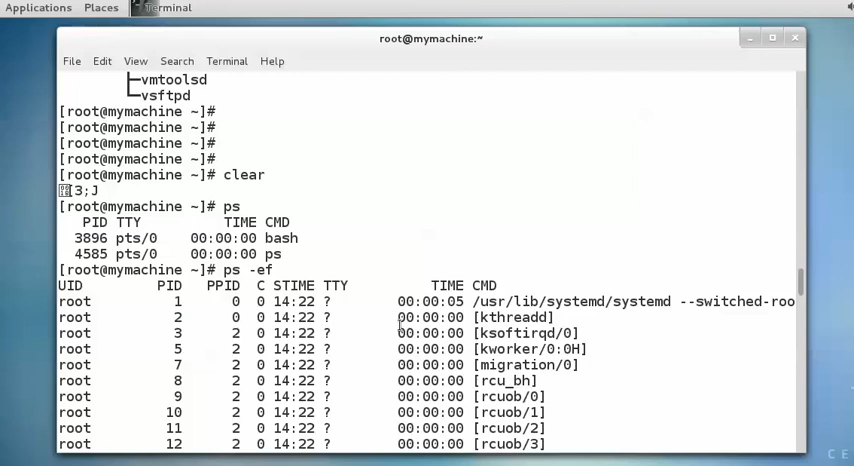 Applications Places Terminal
root@mymachine:~
File Edit View Search Terminal Help
vmtoolsd
vsftpd
[root@mymachine ~]#
[root@mymachine ~]#
[root@mymachine ~]#
[root@mymachine ~]#
[root@mymachine ~]# clear
[3;J
[root@mymachine ~]# ps
PID TTY TIME CMD
3896 pts/0 00:00:00 bash
4585 pts/0 00:00:00 ps
[root@mymachine ~]# ps -ef
UID PID PPID C STIME TTY TIME CMD
root 1 0 0 14:22 ? 00:00:05 /usr/lib/systemd/systemd --switched-roo
root 2 0 0 14:22 ? 00:00:00 [kthreadd]
root 3 2 0 14:22 ? 00:00:00 [ksoftirqd/0]
root 5 2 0 14:22 ? 00:00:00 [kworker/0:0H]
root 7 2 0 14:22 ? 00:00:00 [migration/0]
root 8 2 0 14:22 ? 00:00:00 [rcu_bh]
root 9 2 0 14:22 ? 00:00:00 [rcuob/0]
root 10 2 0 14:22 ? 00:00:00 [rcuob/1]
root 11 2 0 14:22 ? 00:00:00 [rcuob/2]
root 12 2 0 14:22 ? 00:00:00 [rcuob/3]
C E